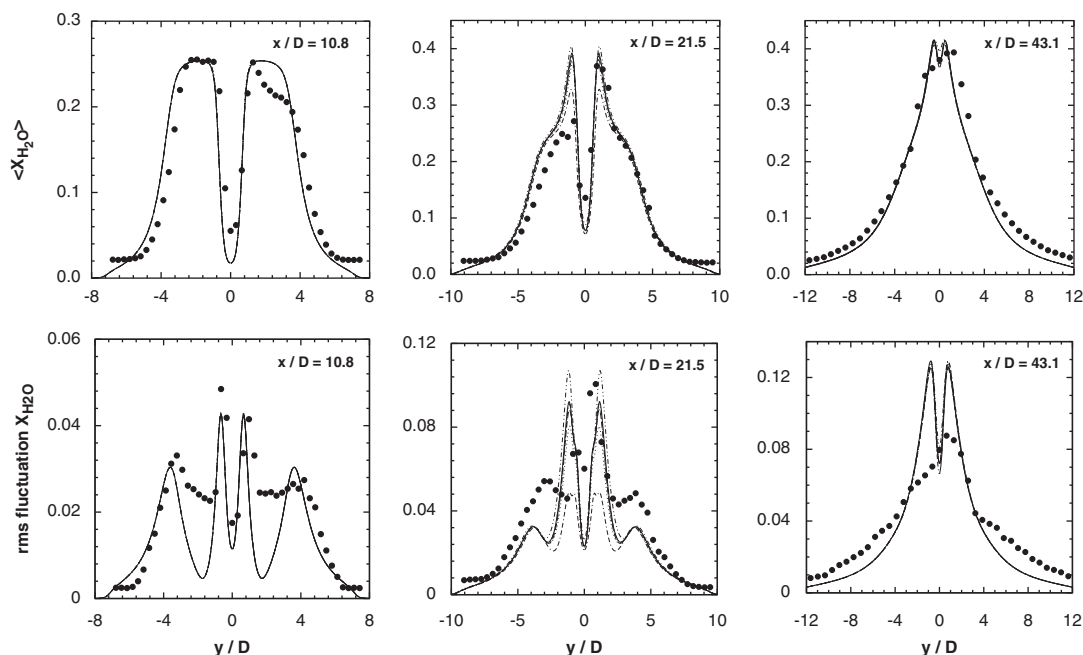 0.3
0.2
0.1
0.0
<X_H2O>
x / D = 10.8
-8 -4 0 4 8
0.4
0.3
0.2
0.1
0.0
x / D = 21.5
-10 -5 0 5 10
0.4
0.3
0.2
0.1
0.0
x / D = 43.1
-12 -8 -4 0 4 8 12
0.06
0.04
0.02
0
rms fluctuation X_H2O
x / D = 10.8
-8 -4 0 4 8
y / D
0.12
0.08
0.04
0.00
x / D = 21.5
-10 -5 0 5 10
y / D
0.12
0.08
0.04
0.00
x / D = 43.1
-12 -8 -4 0 4 8 12
y / D